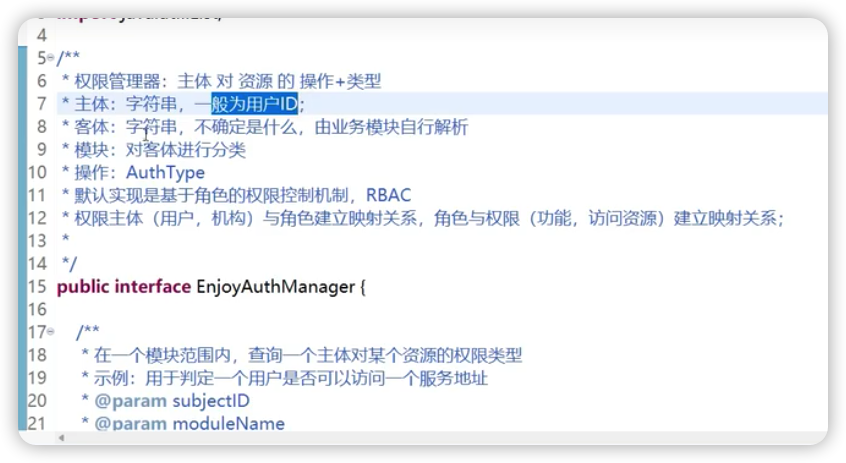 4
5 /**
6 * 权限管理器：主体 对 资源 的 操作+类型
7 * 主体：字符串，一般为用户ID;
8 * 客体：字符串，不确定是什么，由业务模块自行解析
9 * 模块：对客体进行分类
10 * 操作：AuthType
11 * 默认实现是基于角色的权限控制机制，RBAC
12 * 权限主体（用户，机构）与角色建立映射关系，角色与权限（功能，访问资源）建立映射关系；
13 *
14 */
15 public interface EnjoyAuthManager {
16
17 /**
18 * 在一个模块范围内，查询一个主体对某个资源的权限类型
19 * 示例：用于判定一个用户是否可以访问一个服务地址
20 * @param subjectID
21 * @param moduleName